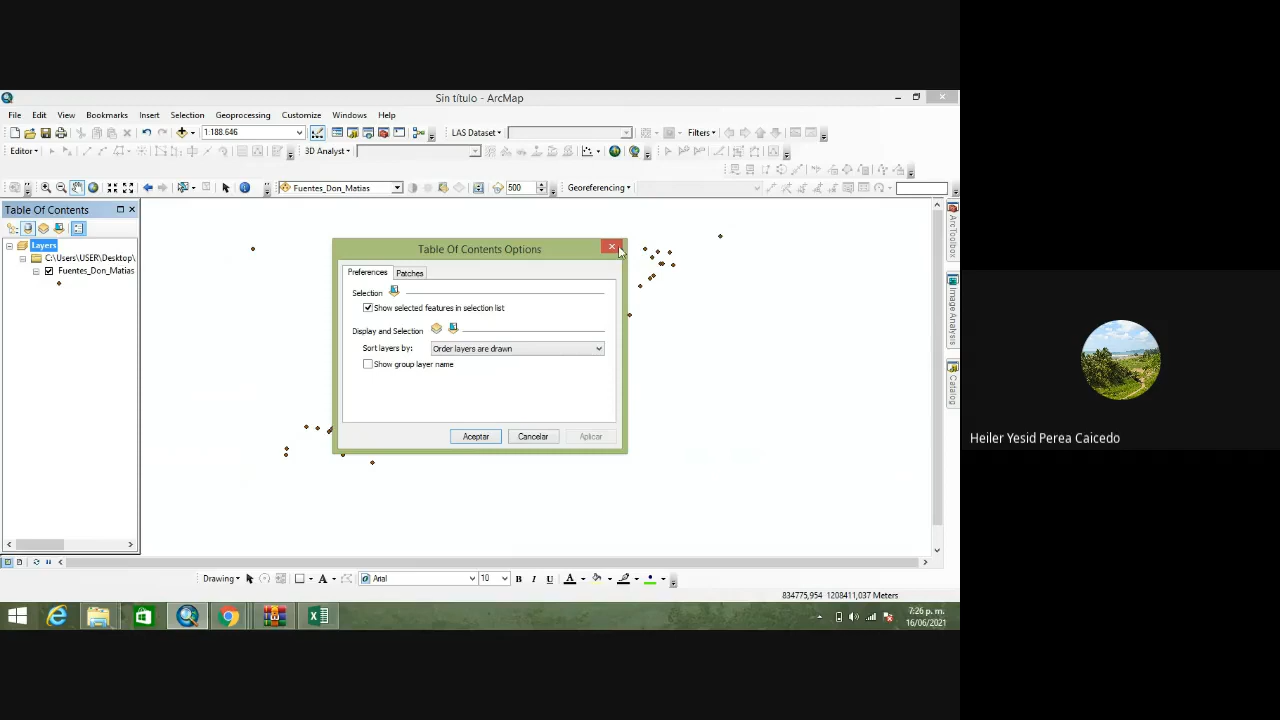 Sin título - ArcMap
File Edit View Bookmarks Insert Selection Geoprocessing Customize Windows Help
1:188.646
LAS Dataset
Filters
Editor
3D Analyst
Fuentes_Don_Matias
500
Georeferencing
Table Of Contents
Layers
C:\Users\USER\Desktop\
Fuentes_Don_Matias
Table Of Contents Options
Preferences
Patches
Selection
Show selected features in selection list
Display and Selection
Sort layers by:
Order layers are drawn
Show group layer name
Aceptar
Cancelar
Aplicar
ArcToolbox
Image Analysis
Catalog
Heiler Yesid Perea Caicedo
Drawing
Arial
10
B I U A
834775,954 1208411,037 Meters
7:26 p. m.
16/06/2021